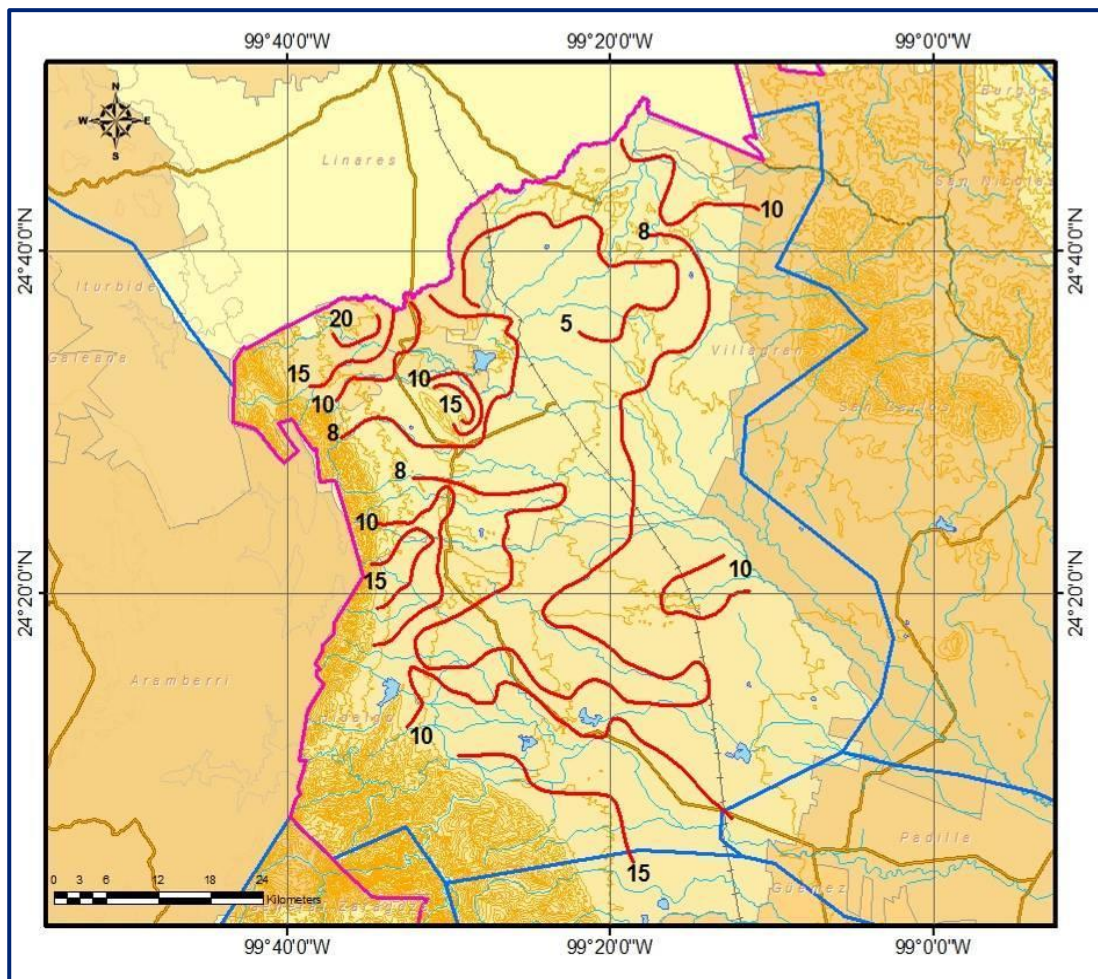 99°40'0"W 99°20'0"W 99°0'0"W
N
W E
S
Burgos
Linares
San Nicolas
10
8
24°40'0"N 24°40'0"N
Iturbide
20
5
Galeana
Villagran
15
10
10
15
San Carlos
8
8
10
10
15
24°20'0"N 24°20'0"N
Aramberri
Hidalgo
10
Padilla
15
Güémez
0 3 6 12 18 24
Kilometers
99°40'0"W 99°20'0"W 99°0'0"W